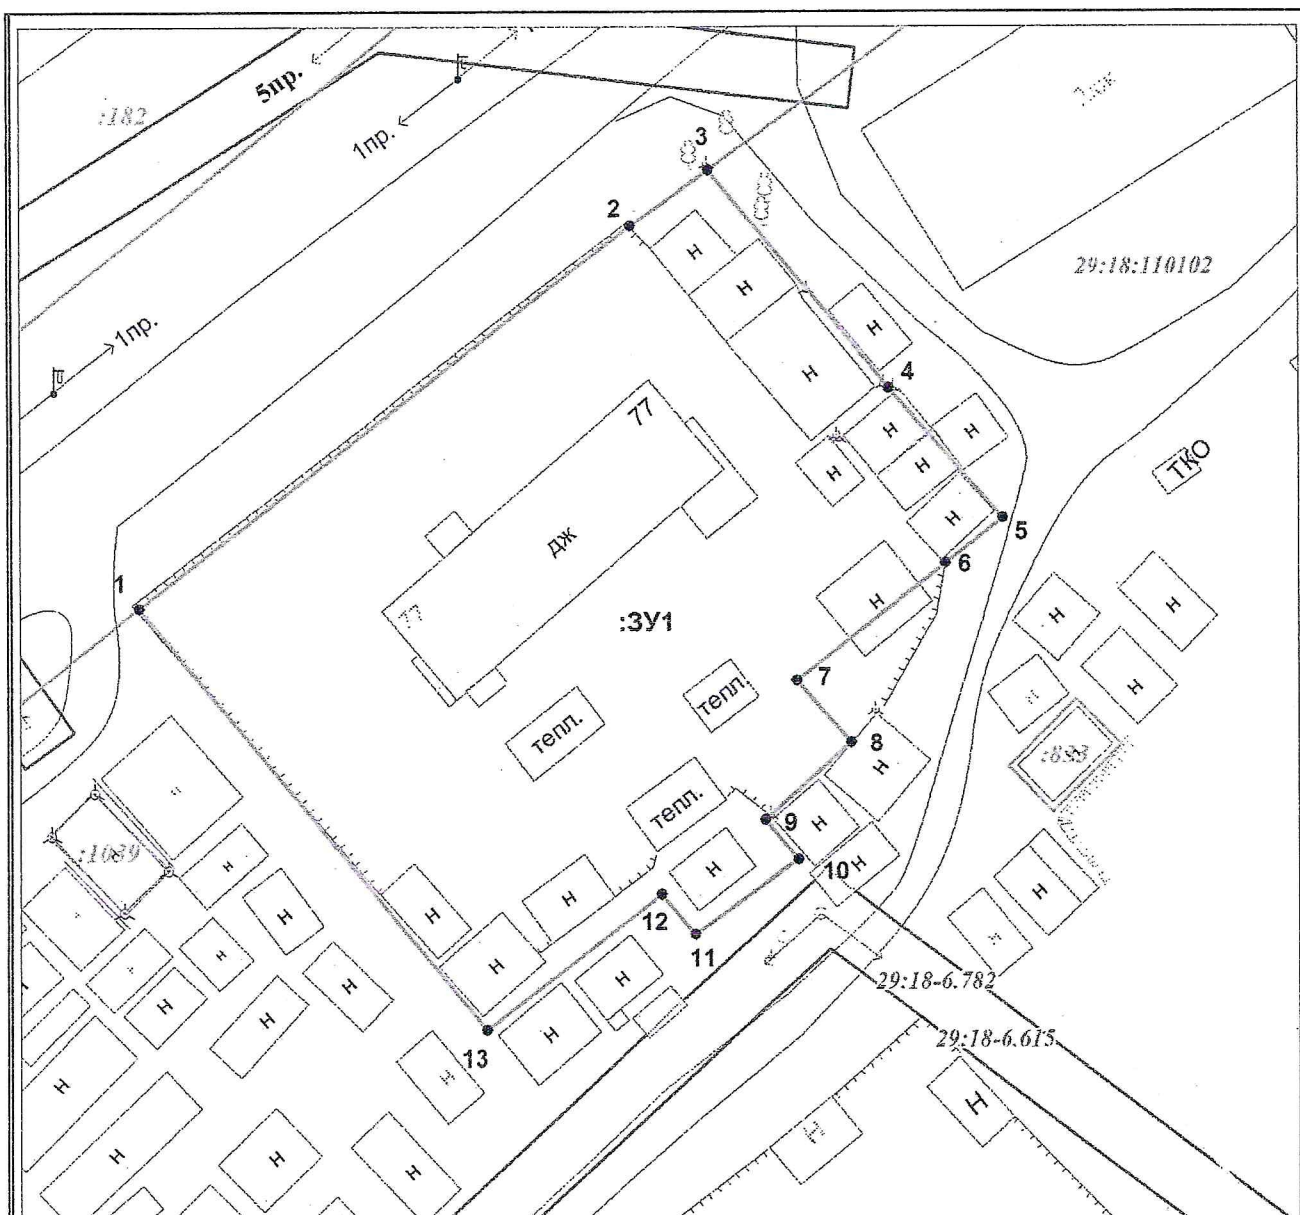 5пр.
:182
1пр.
3
2
29:18:110102
Н
Н
1пр.
Н
Н
4
77
Н
Н
Н
ТКО
Н
дж
Н
5
6
1
Н
Н
77
:ЗУ1
Н
7
тепл.
Н
тепл.
8
:893
Н
тепл.
9
Н
:1089
Н
10
Н
Н
Н
Н
Н
Н
12
11
Н
Н
Н
Н
Н
29:18-6.782
Н
Н
13
29:18-6.615
Н
Н
Н
Н
Н
Н
Н